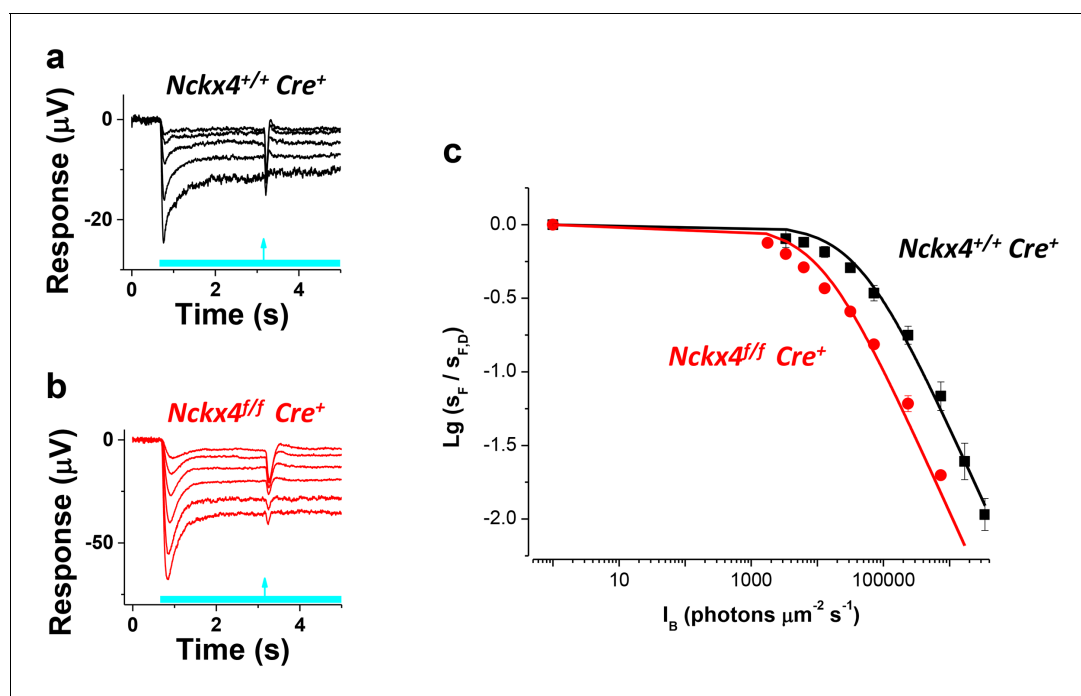 a
Nckx4+/+ Cre+
0
-20
Response (µV)
0 2 4
Time (s)
b
Nckx4f/f Cre+
0
-50
Response (µV)
0 2 4
Time (s)
c
0.0
-0.5
-1.0
-1.5
-2.0
Lg (sF / sF,D)
Nckx4+/+ Cre+
Nckx4f/f Cre+
10 1000 100000
IB (photons µm-2 s-1)